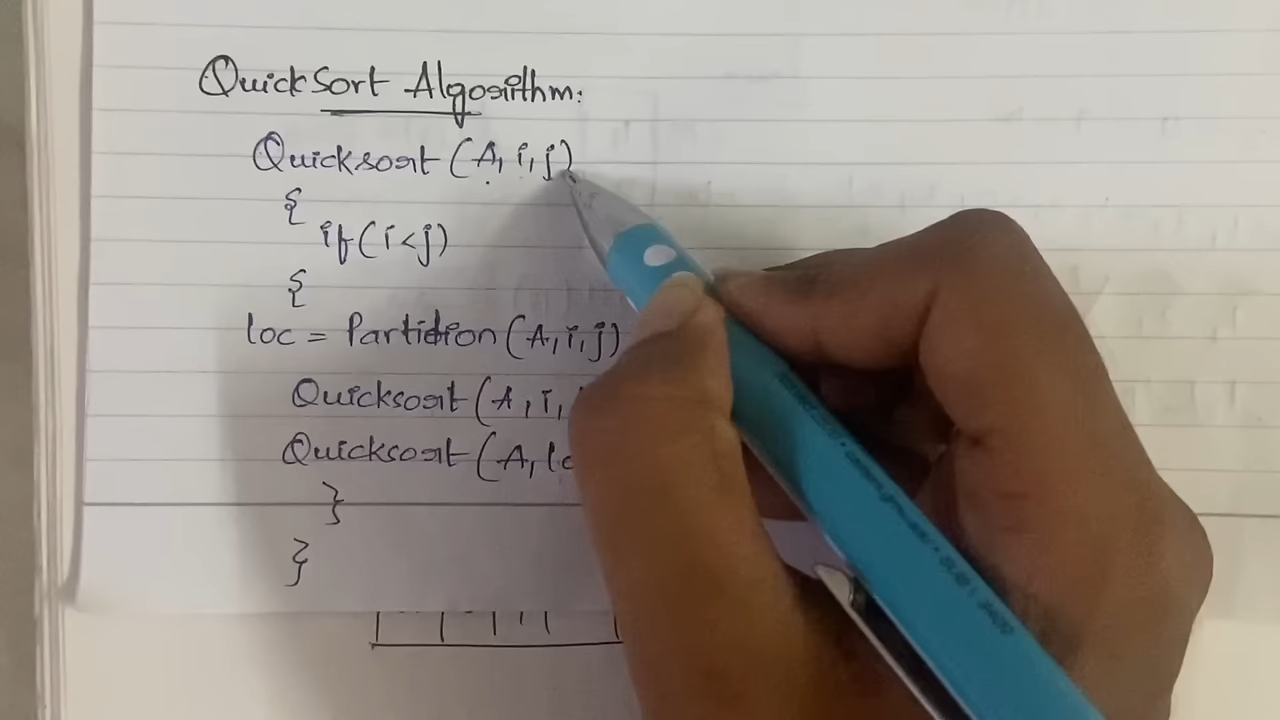 QuickSort Algorithm:
Quicksort (A, i, j)
{
if (i < j)
{
loc = Partition (A, i, j)
Quicksort (A, i,
Quicksort (A, lo
}
}